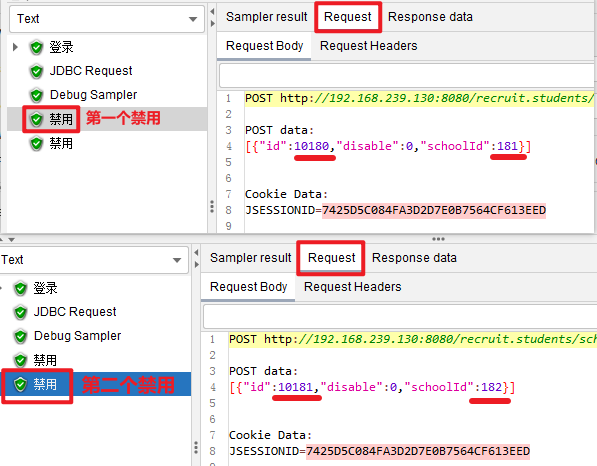 Text
登录
JDBC Request
Debug Sampler
禁用 第一个禁用
禁用
Sampler result Request Response data
Request Body Request Headers
1 POST http://192.168.239.130:8080/recruit.students/
2
3 POST data:
4 [{"id":10180,"disable":0,"schoolId":181}]
5
6
7 Cookie Data:
8 JSESSIONID=7425D5C084FA3D2D7E0B7564CF613EED
9
Text
登录
JDBC Request
Debug Sampler
禁用
禁用 第二个禁用
Sampler result Request Response data
Request Body Request Headers
1 POST http://192.168.239.130:8080/recruit.students/sch
2
3 POST data:
4 [{"id":10181,"disable":0,"schoolId":182}]
5
6
7 Cookie Data:
8 JSESSIONID=7425D5C084FA3D2D7E0B7564CF613EED